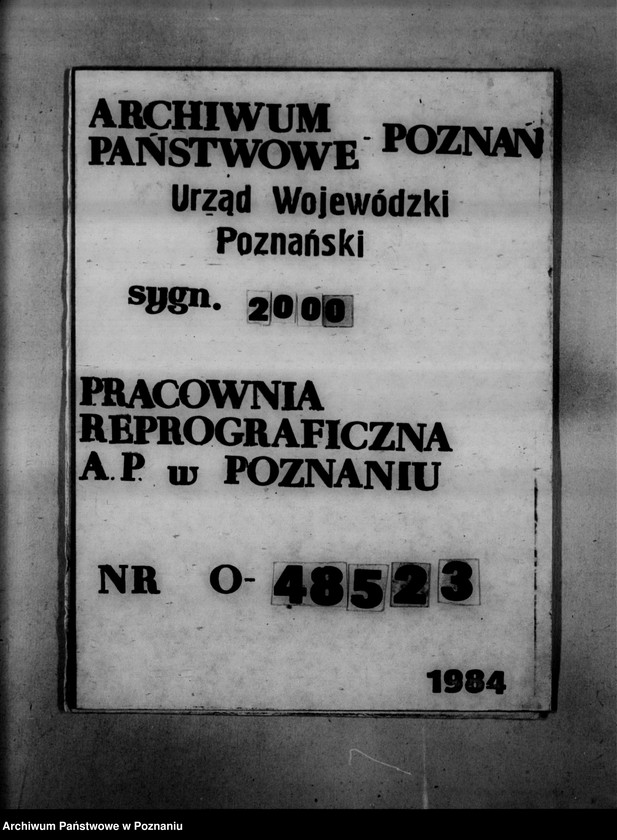 ARCHIWUM
PAŃSTWOWE - POZNAŃ
Urząd Wojewódzki
Poznański
sygn. 2000
PRACOWNIA
REPROGRAFICZNA
A.P. w POZNANIU
NR O- 48523
1984
Archiwum Państwowe w Poznaniu